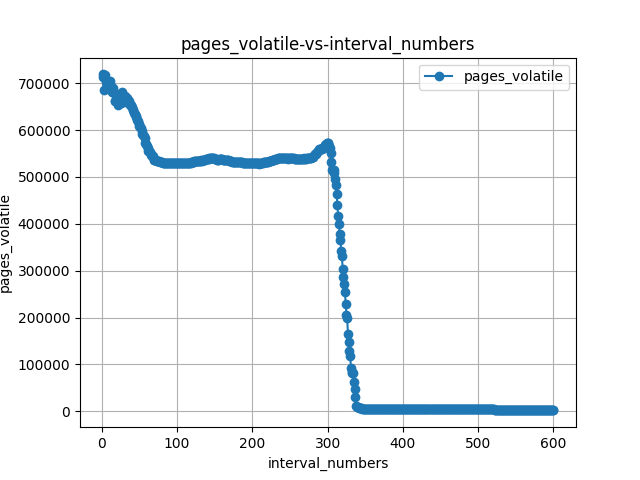 pages_volatile-vs-interval_numbers
pages_volatile
700000
600000
500000
400000
300000
200000
100000
0
pages_volatile
0 100 200 300 400 500 600
interval_numbers